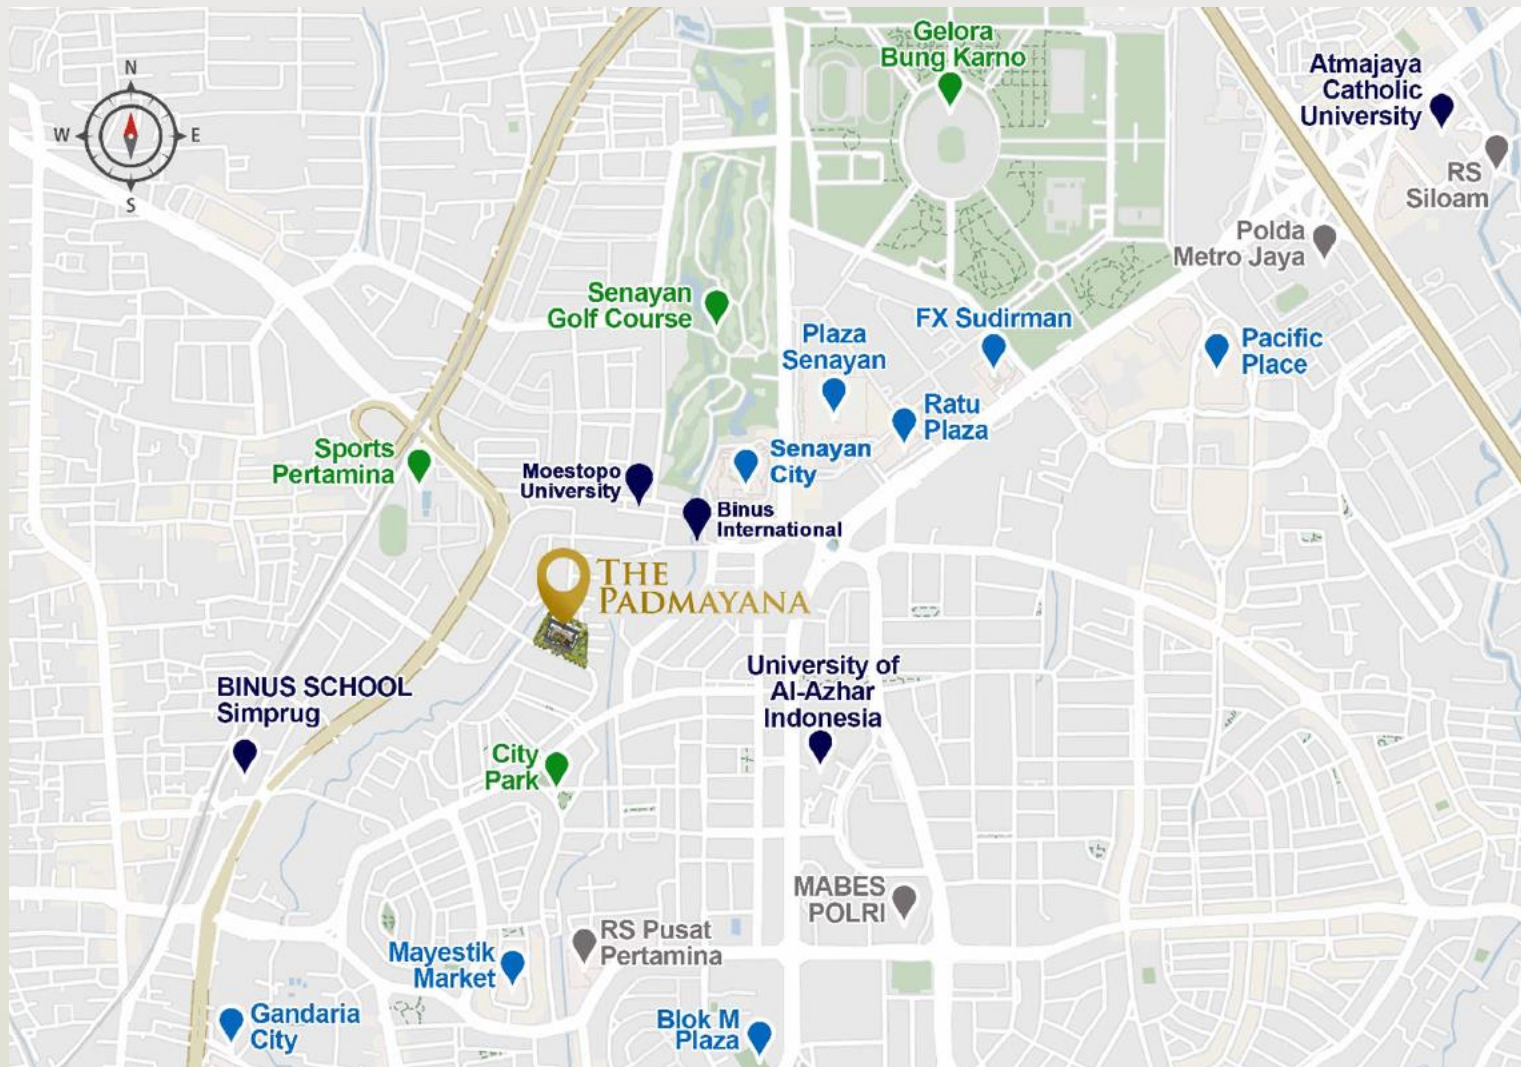 Gelora
Bung Karno
Atmajaya
Catholic
University
N
W
E
S
RS
Siloam
Polda
Metro Jaya
Senayan
Golf Course
FX Sudirman
Plaza
Senayan
Pacific
Place
Ratu
Plaza
Sports
Pertamina
Senayan
City
Moestopo
University
Binus
International
THE
PADMAYANA
University of
Al-Azhar
Indonesia
BINUS SCHOOL
Simprug
City
Park
MABES
POLRI
RS Pusat
Pertamina
Mayestik
Market
Gandaria
City
Blok M
Plaza